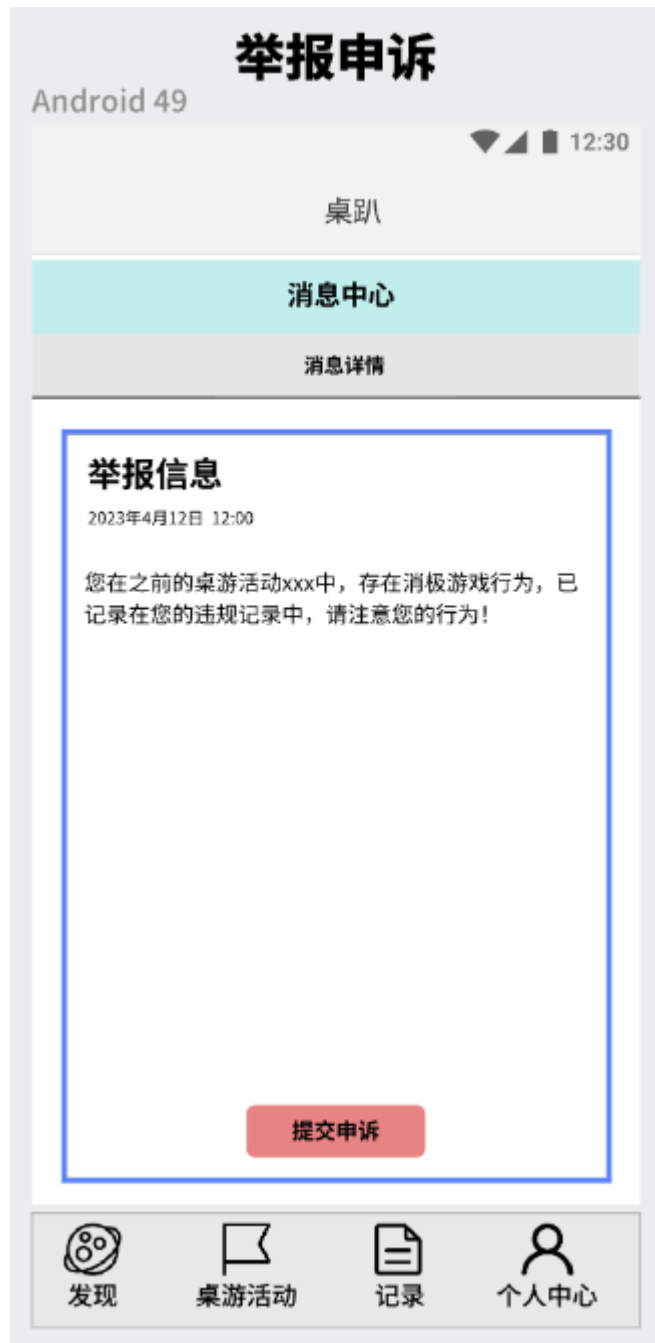 举报申诉
Android 49
12:30
桌趴
消息中心
消息详情
举报信息
2023年4月12日 12:00
您在之前的桌游活动xxx中，存在消极游戏行为，已
记录在您的违规记录中，请注意您的行为！
提交申诉
发现 桌游活动 记录 个人中心